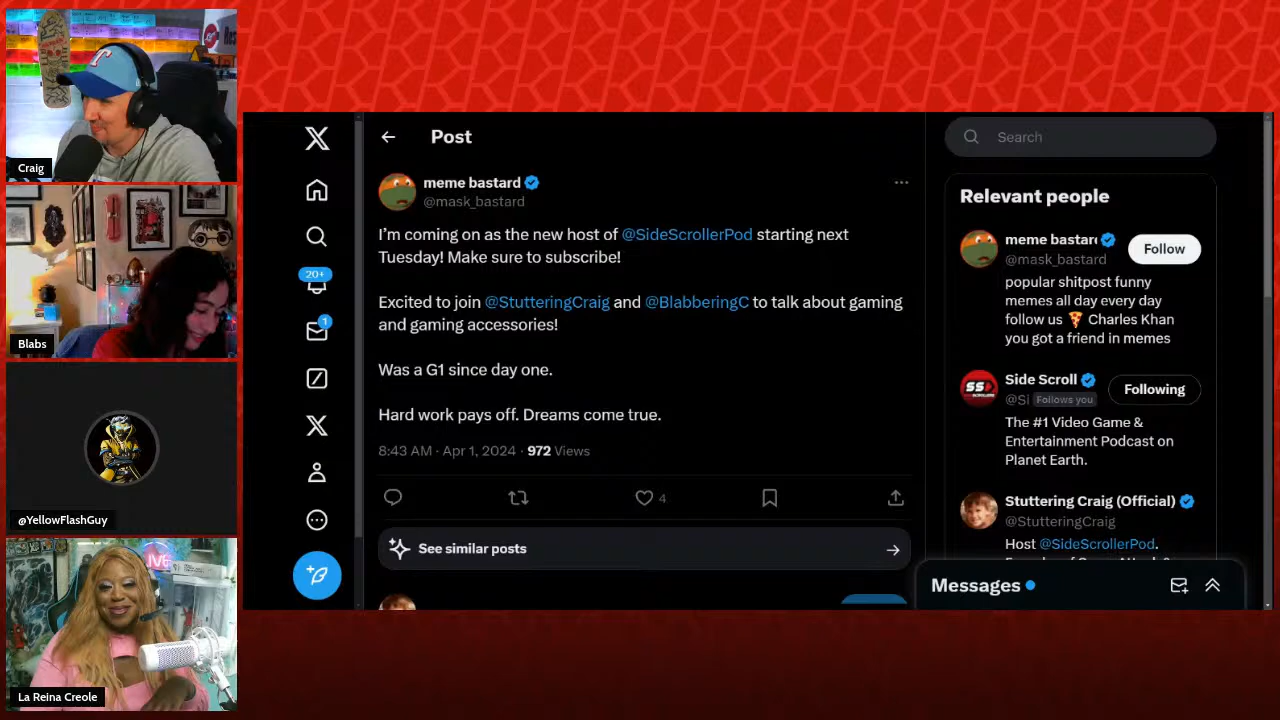 Craig
Blabs
@YellowFlashGuy
La Reina Creole
20+
1
Post
meme bastard
@mask_bastard
I'm coming on as the new host of @SideScrollerPod starting next
Tuesday! Make sure to subscribe!
Excited to join @StutteringCraig and @BlabberingC to talk about gaming
and gaming accessories!
Was a G1 since day one.
Hard work pays off. Dreams come true.
8:43 AM · Apr 1, 2024 · 972 Views
4
See similar posts
Search
Relevant people
meme bastard
@mask_bastard
Follow
popular shitpost funny
memes all day every day
follow us 🍕 Charles Khan
you got a friend in memes
SS
Side Scroll
@Si Follows you
Following
The #1 Video Game &
Entertainment Podcast on
Planet Earth.
Stuttering Craig (Official)
@StutteringCraig
Host @SideScrollerPod.
Messages